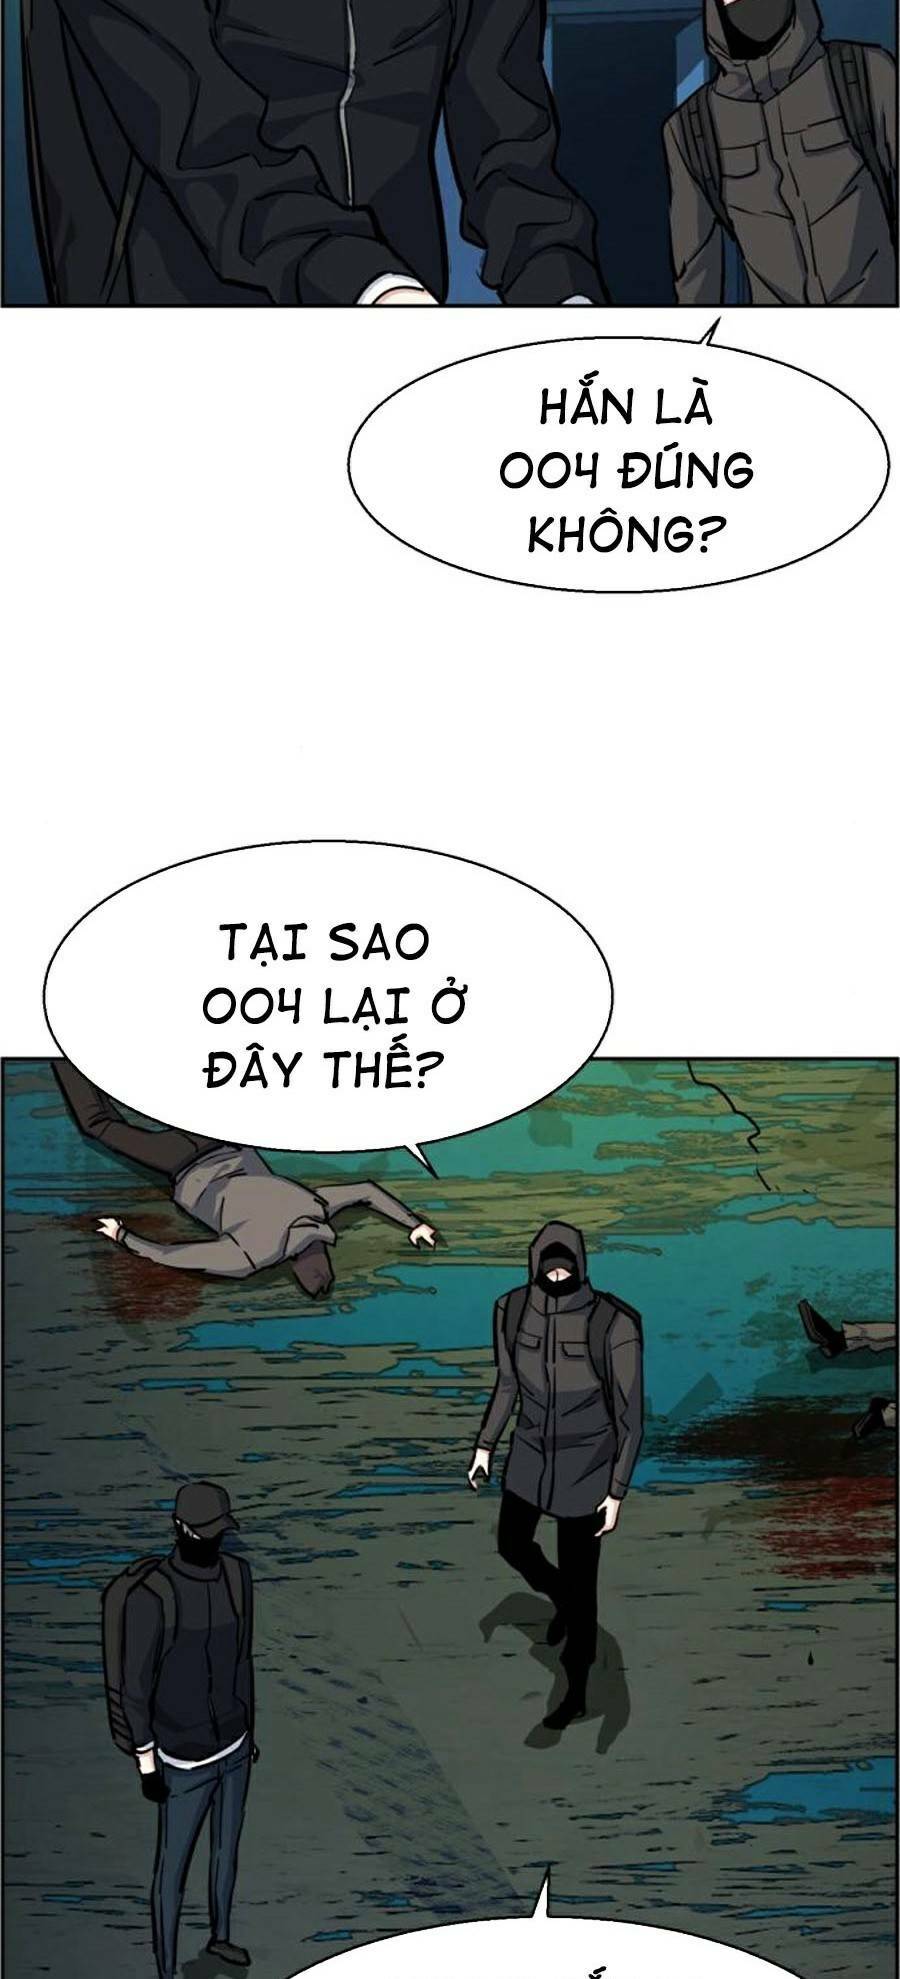 HẮN LÀ
004 ĐÚNG
KHÔNG?
TẠI SAO
004 LẠI Ở
ĐÂY THẾ?